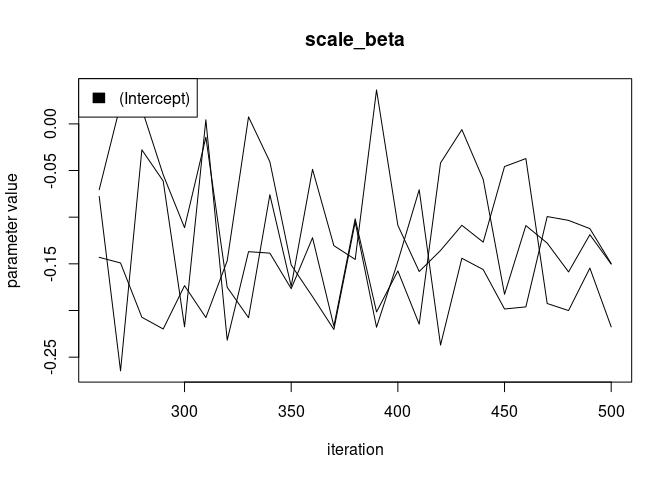 scale_beta
(Intercept)
0.00
-0.05
-0.15
-0.25
parameter value
300 350 400 450 500
iteration